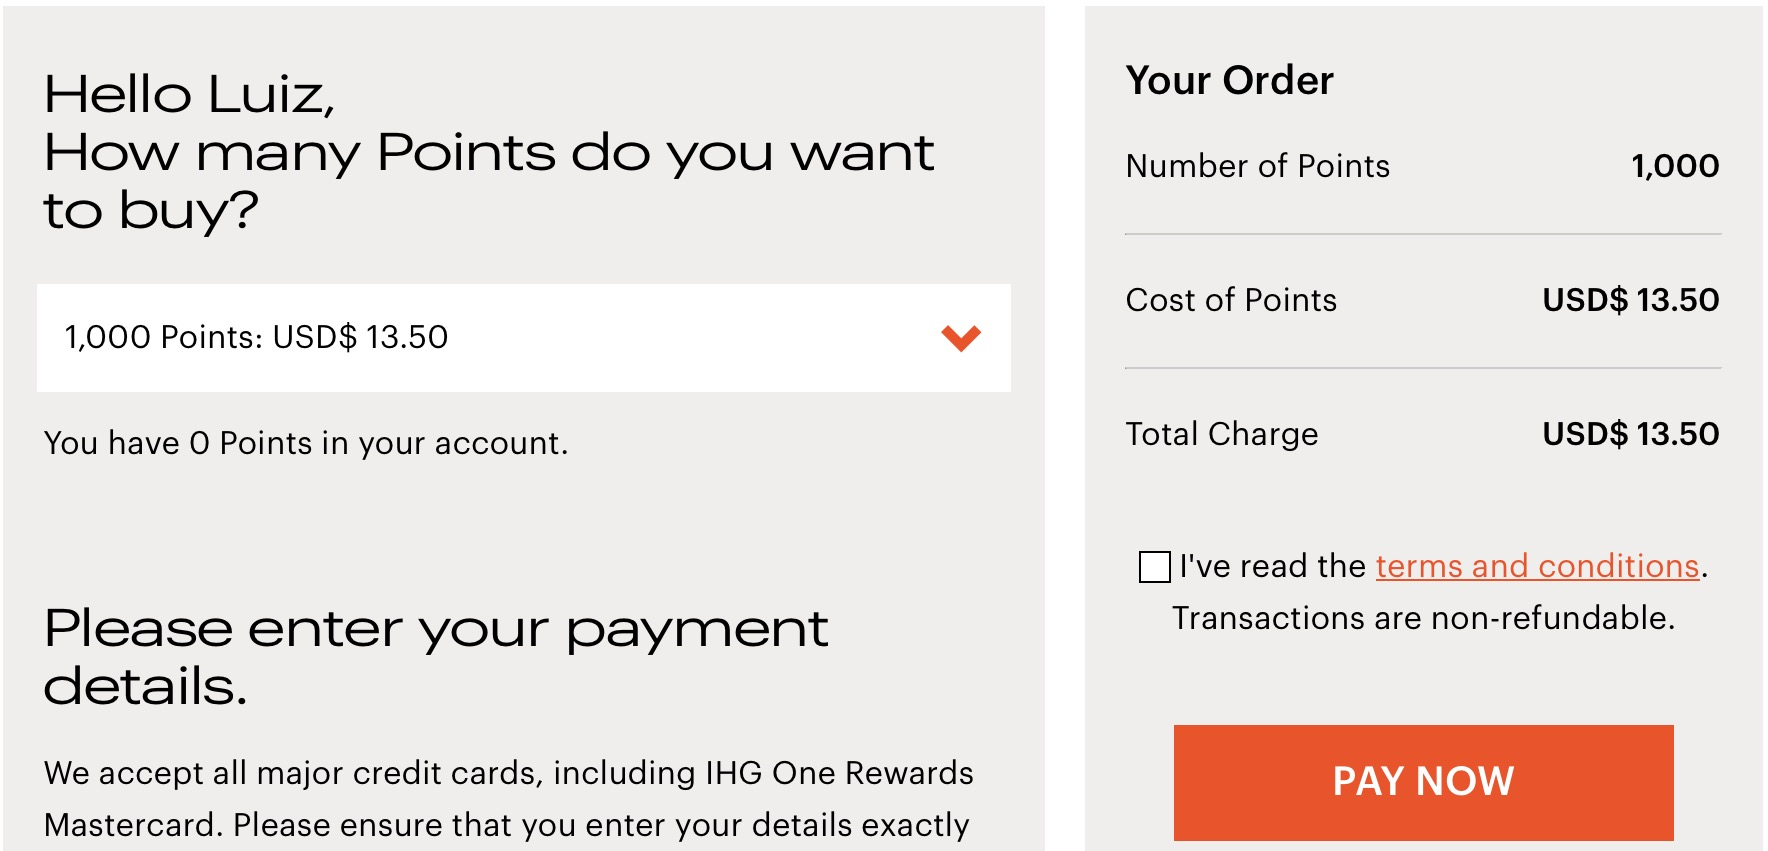 Hello Luiz,
How many Points do you want
to buy?
1,000 Points: USD$ 13.50
You have 0 Points in your account.
Please enter your payment
details.
We accept all major credit cards, including IHG One Rewards
Mastercard. Please ensure that you enter your details exactly
Your Order
Number of Points 1,000
Cost of Points USD$ 13.50
Total Charge USD$ 13.50
I've read the terms and conditions.
Transactions are non-refundable.
PAY NOW